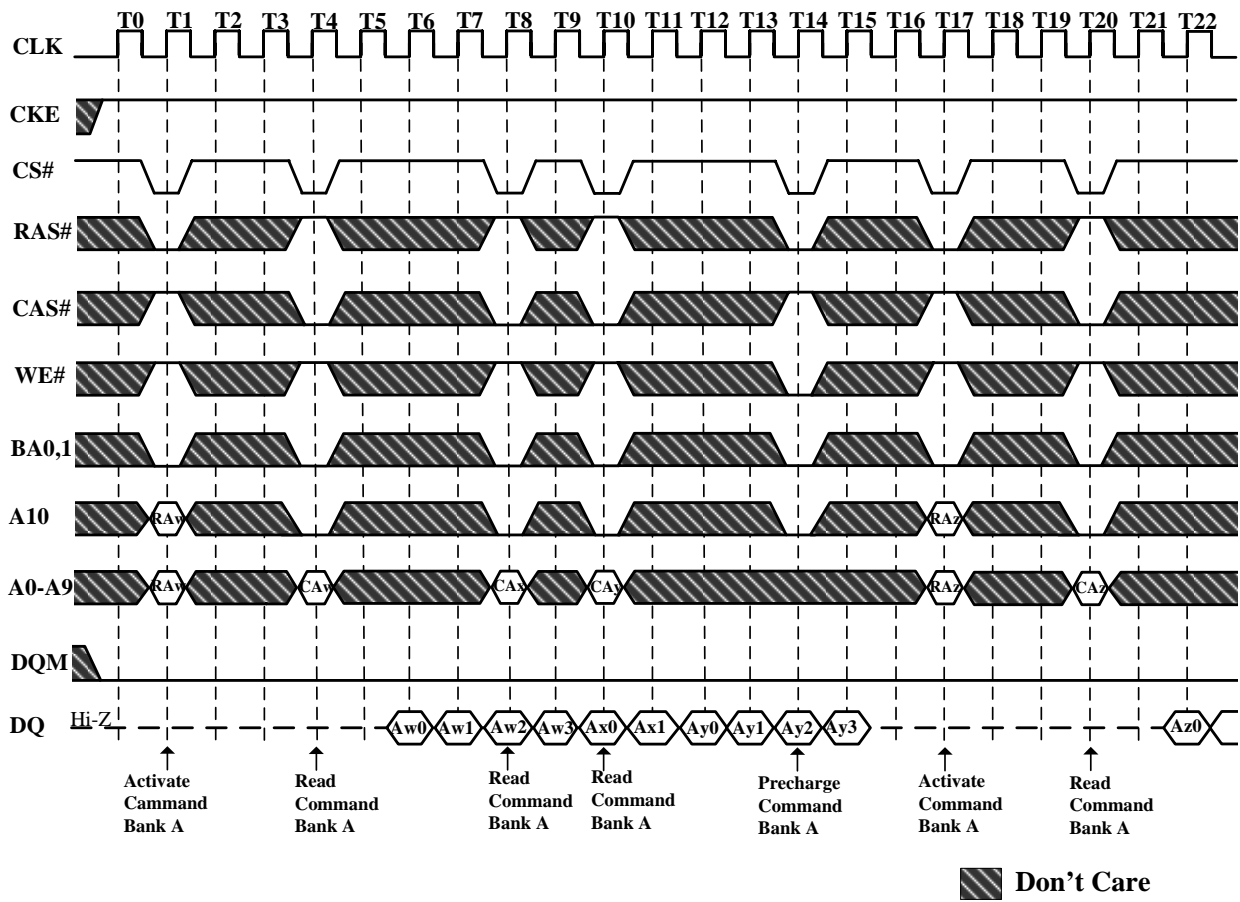 T0 T1 T2 T3 T4 T5 T6 T7 T8 T9 T10 T11 T12 T13 T14 T15 T16 T17 T18 T19 T20 T21 T22
CLK
CKE
CS#
RAS#
CAS#
WE#
BA0,1
A10 RAw RAz
A0-A9 RAw CAw CAx CAy RAz CAz
DQM
DQ Hi-Z Aw0 Aw1 Aw2 Aw3 Ax0 Ax1 Ay0 Ay1 Ay2 Ay3 Az0
Activate
Cammand
Bank A
Read
Command
Bank A
Read
Command
Bank A
Read
Command
Bank A
Precharge
Command
Bank A
Activate
Command
Bank A
Read
Command
Bank A
Don't Care